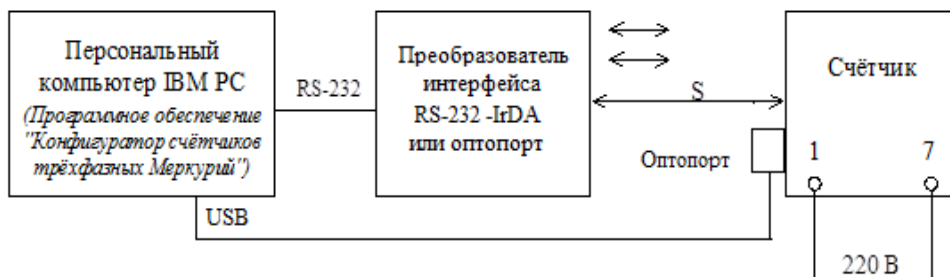 Персональный
компьютер IBM PC
(Программное обеспечение
"Конфигуратор счётчиков
трёхфазных Меркурий")
RS-232
Преобразователь
интерфейса
RS-232 -IrDA
или оптопорт
S
Счётчик
Оптопорт
1
7
USB
220 В